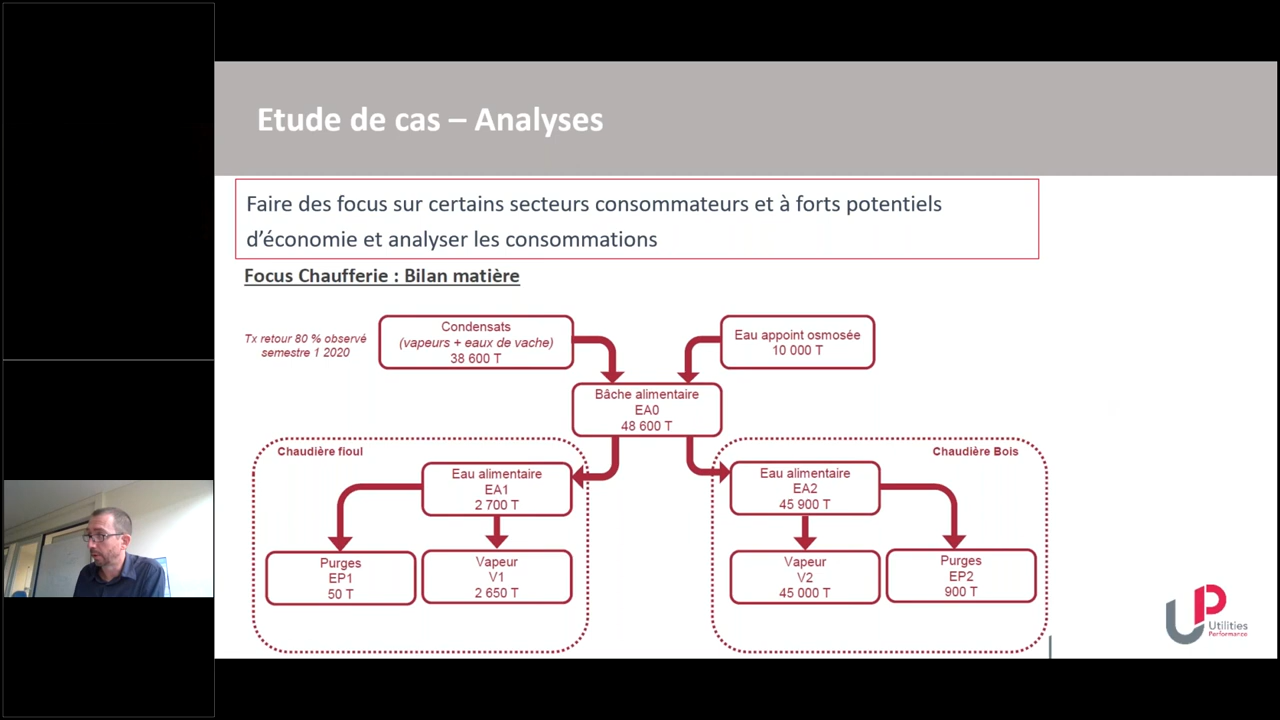 Etude de cas – Analyses
Faire des focus sur certains secteurs consommateurs et à forts potentiels
d’économie et analyser les consommations
Focus Chaufferie : Bilan matière
Tx retour 80 % observé
semestre 1 2020
Condensats
(vapeurs + eaux de vache)
38 600 T
Eau appoint osmosée
10 000 T
Bâche alimentaire
EA0
48 600 T
Chaudière fioul
Eau alimentaire
EA1
2 700 T
Purges
EP1
50 T
Vapeur
V1
2 650 T
Chaudière Bois
Eau alimentaire
EA2
45 900 T
Vapeur
V2
45 000 T
Purges
EP2
900 T
UP
Utilities
Performance